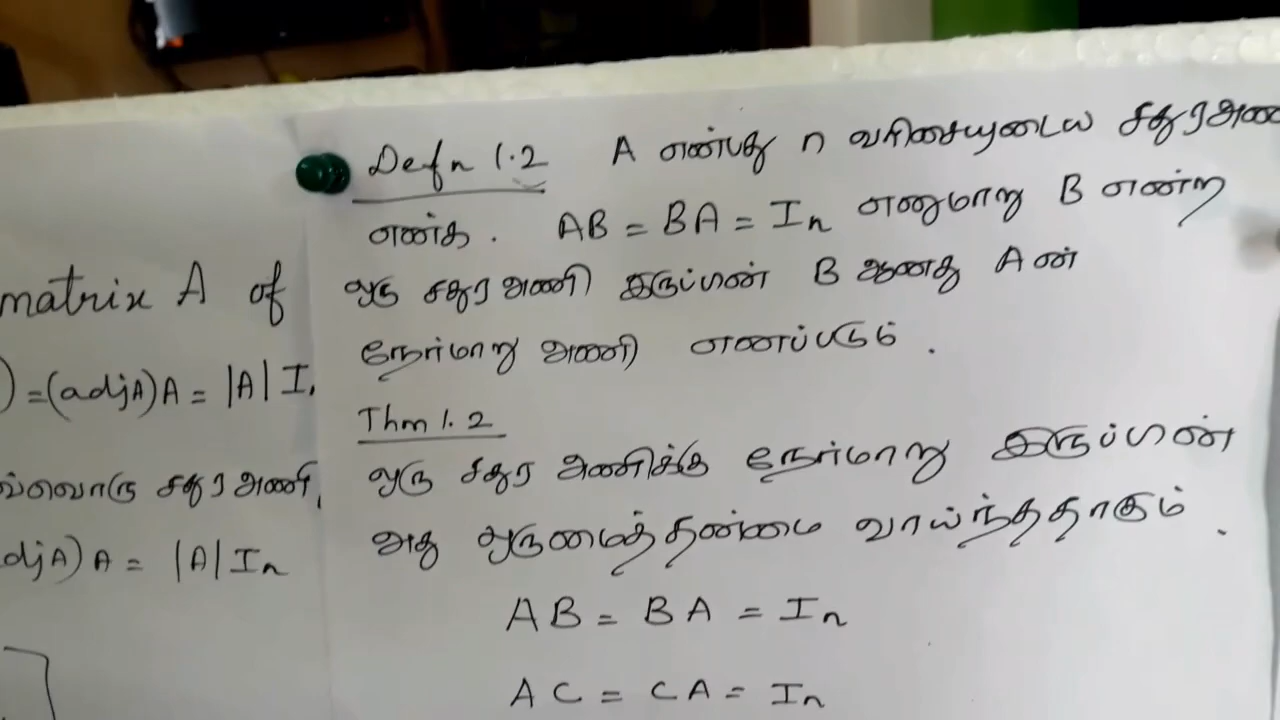 matrix A of
) = (adjA)A = |A| I
வ்வொரு சதுர அணி
djA) A = |A| Iₙ
Defn 1.2 A என்பது n வரிசையுடைய சதுர அணி
என்க . AB = BA = Iₙ எனுமாறு B என்ற
ஒரு சதுர அணி இருப்பின் B ஆனது A ன்
நேர்மாறு அணி எனப்படும் .
Thm 1.2
ஒரு சதுர அணிக்கு நேர்மாறு இருப்பின்
அது ஒருமைத்தன்மை வாய்ந்ததாகும் .
AB = BA = Iₙ
AC = CA = Iₙ